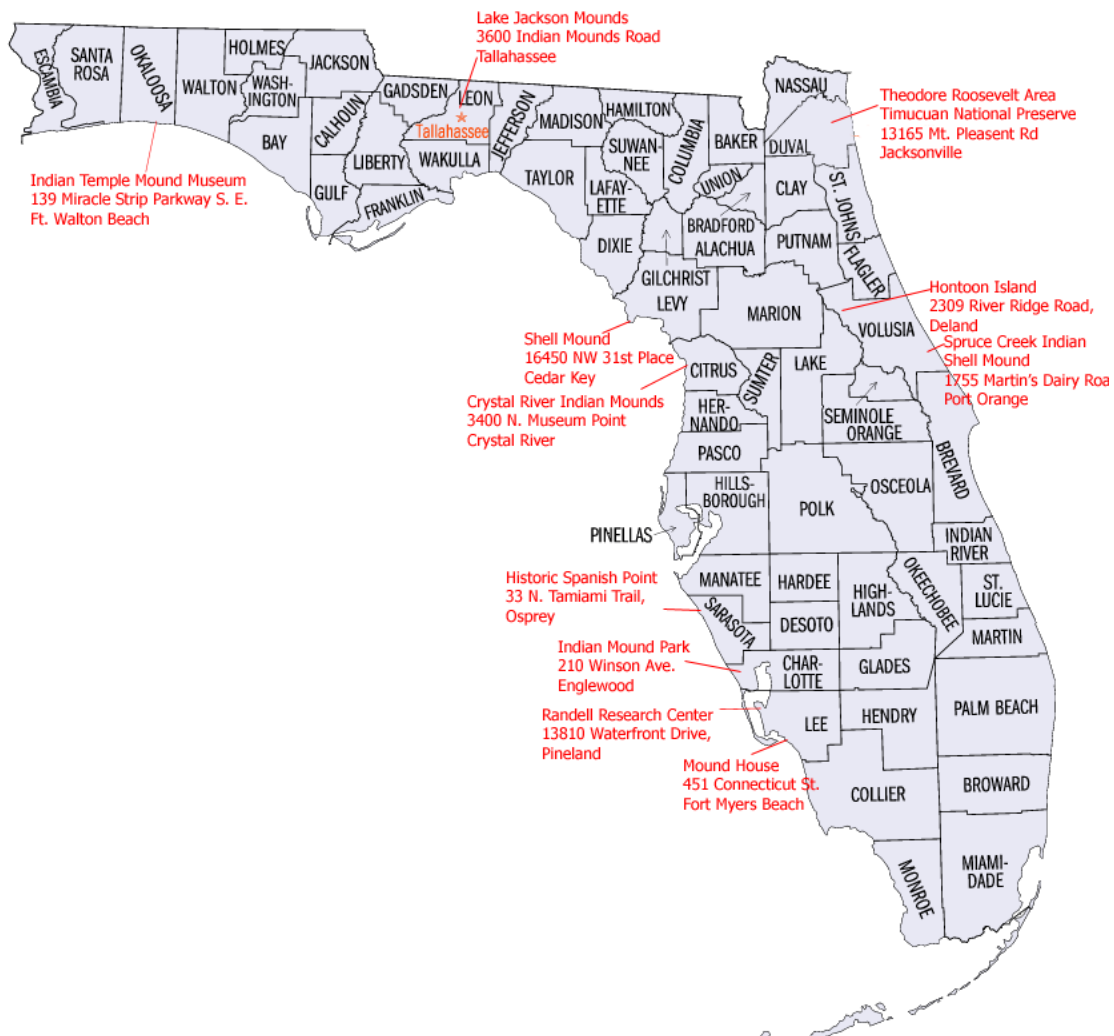 Lake Jackson Mounds
3600 Indian Mounds Road
Tallahassee
ESCAMBIA
SANTA
ROSA
OKALOOSA
WALTON
HOLMES
WASH-
INGTON
JACKSON
BAY
CALHOUN
GULF
GADSDEN
LIBERTY
FRANKLIN
LEON
Tallahassee
WAKULLA
JEFFERSON
MADISON
TAYLOR
HAMILTON
SUWAN-
NEE
LAFAY-
ETTE
DIXIE
COLUMBIA
BAKER
UNION
BRADFORD
ALACHUA
GILCHRIST
LEVY
NASSAU
DUVAL
CLAY
ST. JOHNS
PUTNAM
FLAGLER
Theodore Roosevelt Area
Timucuan National Preserve
13165 Mt. Pleasent Rd
Jacksonville
Indian Temple Mound Museum
139 Miracle Strip Parkway S. E.
Ft. Walton Beach
MARION
VOLUSIA
Hontoon Island
2309 River Ridge Road,
Deland
Spruce Creek Indian
Shell Mound
1755 Martin's Dairy Roa
Port Orange
Shell Mound
16450 NW 31st Place
Cedar Key
Crystal River Indian Mounds
3400 N. Museum Point
Crystal River
CITRUS
SUMTER
LAKE
HER-
NANDO
SEMINOLE
ORANGE
BREVARD
PASCO
HILLS-
BOROUGH
PINELLAS
POLK
OSCEOLA
INDIAN
RIVER
MANATEE
HARDEE
HIGH-
LANDS
OKEECHOBEE
ST.
LUCIE
SARASOTA
DESOTO
MARTIN
Historic Spanish Point
33 N. Tamiami Trail,
Osprey
Indian Mound Park
210 Winson Ave.
Englewood
CHAR-
LOTTE
GLADES
PALM BEACH
Randell Research Center
13810 Waterfront Drive,
Pineland
LEE
HENDRY
Mound House
451 Connecticut St.
Fort Myers Beach
COLLIER
BROWARD
MONROE
MIAMI-
DADE